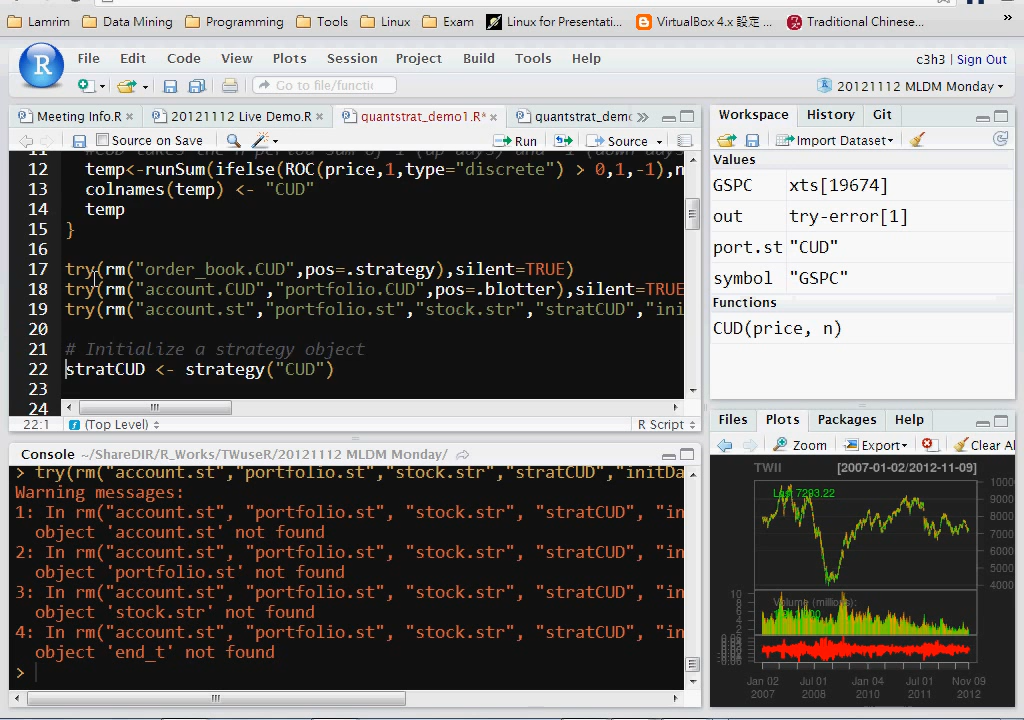 Lamrim Data Mining Programming Tools Linux Exam Linux for Presentati... VirtualBox 4.x 設定 ... Traditional Chinese... »
R File Edit Code View Plots Session Project Build Tools Help c3h3 | Sign Out
Go to file/functic 20121112 MLDM Monday
Meeting Info.R × 20121112 Live Demo.R × quantstrat_demo1.R* × quantstrat_demc »
Source on Save Run Source
12 temp<-runSum(ifelse(ROC(price,1,type="discrete") > 0,1,-1),n
13 colnames(temp) <- "CUD"
14 temp
15 }
16
17 try(rm("order_book.CUD",pos=.strategy),silent=TRUE)
18 try(rm("account.CUD","portfolio.CUD",pos=.blotter),silent=TRUE
19 try(rm("account.st","portfolio.st","stock.str","stratCUD","ini
20
21 # Initialize a strategy object
22 stratCUD <- strategy("CUD")
23
24
22:1 (Top Level) R Script
Console ~/ShareDIR/R_Works/TWuseR/20121112 MLDM Monday/
> try(rm("account.st","portfolio.st","stock.str","stratCUD","initDa
Warning messages:
1: In rm("account.st", "portfolio.st", "stock.str", "stratCUD", "in
object 'account.st' not found
2: In rm("account.st", "portfolio.st", "stock.str", "stratCUD", "in
object 'portfolio.st' not found
3: In rm("account.st", "portfolio.st", "stock.str", "stratCUD", "in
object 'stock.str' not found
4: In rm("account.st", "portfolio.st", "stock.str", "stratCUD", "in
object 'end_t' not found
>
Workspace History Git
Import Dataset
Values
GSPC xts[19674]
out try-error[1]
port.st "CUD"
symbol "GSPC"
Functions
CUD(price, n)
Files Plots Packages Help
Zoom Export Clear Al
TWII [2007-01-02/2012-11-09]
Last 7293.22
10000
9000
8000
7000
6000
5000
4000
Volume (millions):
10
8
6
4
2
Jan 02 2007
Jul 01 2008
Jan 04 2010
Jul 01 2011
Nov 09 2012